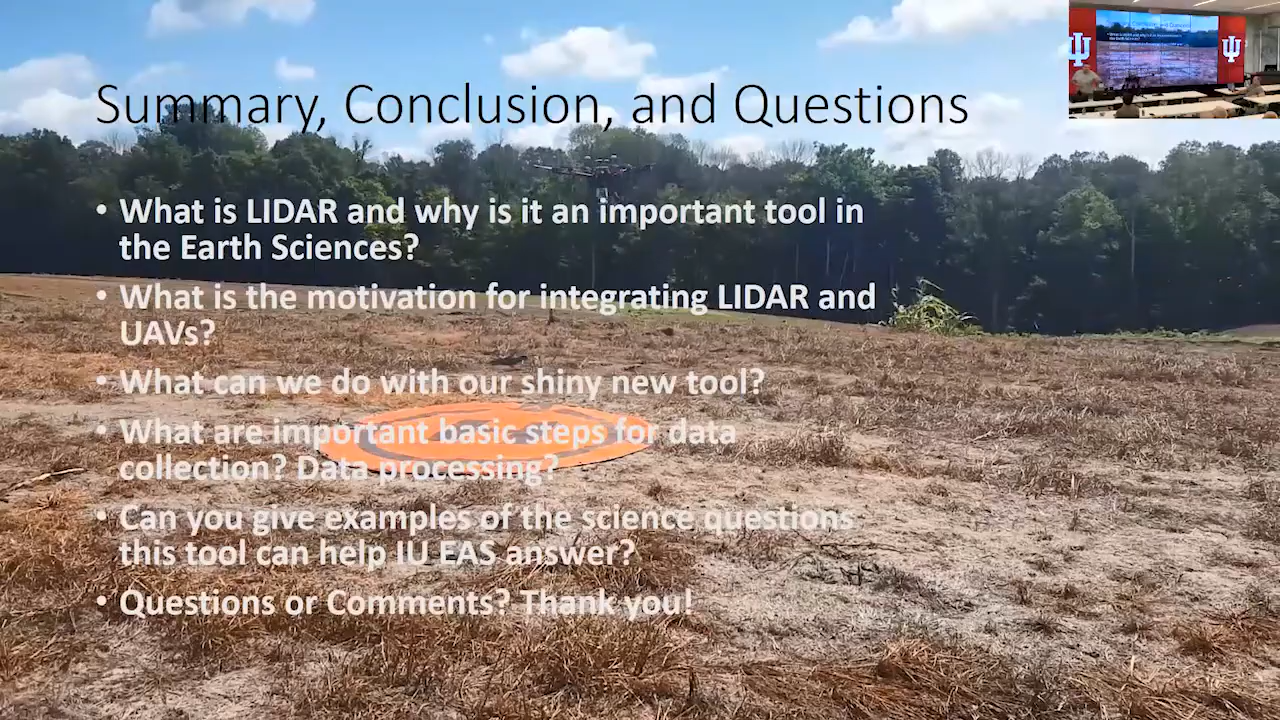 Summary, Conclusion, and Questions
• What is LIDAR and why is it an important tool in
the Earth Sciences?
• What is the motivation for integrating LIDAR and
UAVs?
• What can we do with our shiny new tool?
• What are important basic steps for data
collection? Data processing?
• Can you give examples of the science questions
this tool can help IU EAS answer?
• Questions or Comments? Thank you!